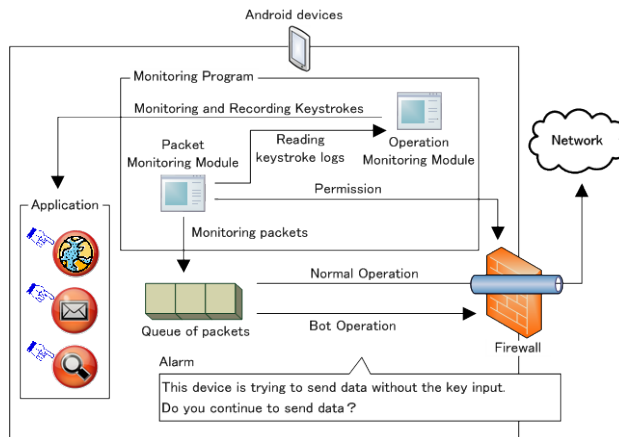 Android devices
Monitoring Program
Monitoring and Recording Keystrokes
Packet
Monitoring Module
Reading
keystroke logs
Operation
Monitoring Module
Network
Permission
Application
Monitoring packets
Normal Operation
Queue of packets
Bot Operation
Firewall
Alarm
This device is trying to send data without the key input.
Do you continue to send data?